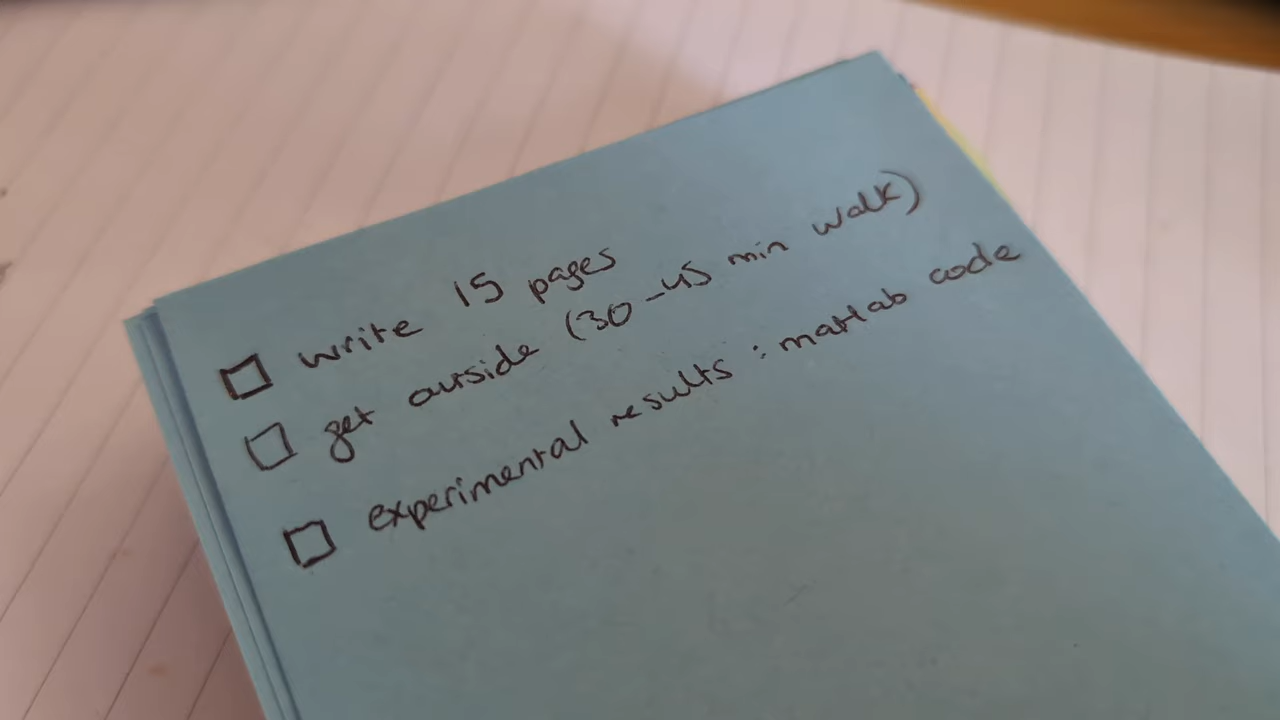 ☐ write 15 pages
☐ get outside (30-45 min walk)
☐ experimental results : matlab code